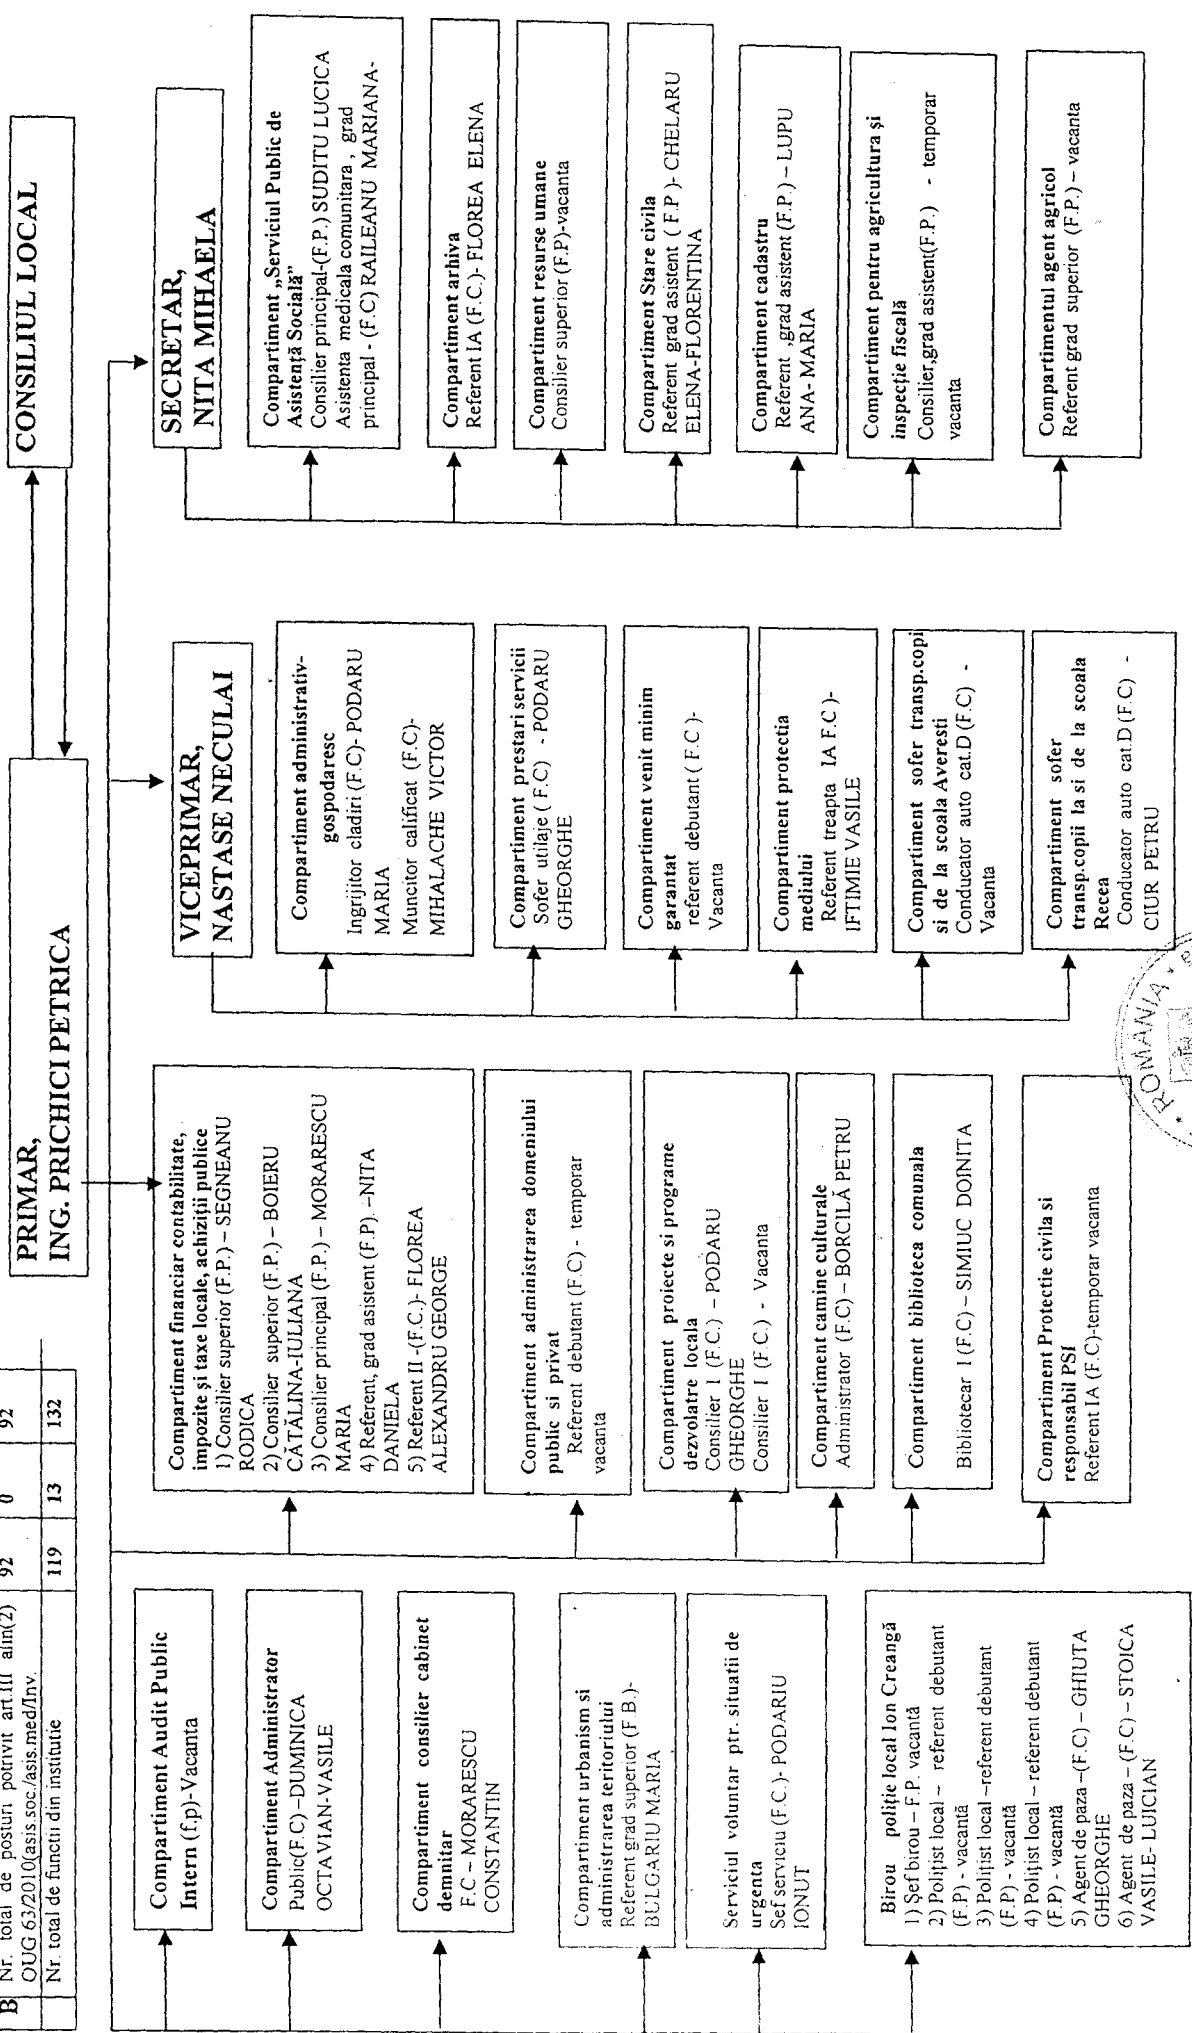 B Nr. total de posturi potrivit art.III alin(2) 92 0 92
OUG 63/2010(asis.soc./asis.med/Inv.
Nr. total de functii din institutie 119 13 132
PRIMAR,
ING. PRICHICI PETRICA
CONSILIUL LOCAL
Compartiment Audit Public
Intern (f.p)-Vacanta
Compartiment Administrator
Public(F.C) –DUMINICA
OCTAVIAN-VASILE
Compartiment consilier cabinet
demnitar
F.C – MORARESCU
CONSTANTIN
Compartiment urbanism si
administrarea teritoriului
Referent grad superior (F.B.)-
BULGARIU MARIA
Serviciul voluntar ptr. situatii de
urgenta
Sef serviciu (F.C.)- PODARIU
IONUT
Birou poliție local Ion Creangă
1) Șef birou – F.P. vacantă
2) Polițist local – referent debutant
(F.P) - vacantă
3) Polițist local –referent debutant
(F.P) - vacantă
4) Polițist local – referent debutant
(F.P) - vacantă
5) Agent de paza –(F.C) – GHIUTA
GHEORGHE
6) Agent de paza – (F.C) – STOICA
VASILE- LUICIAN
Compartiment financiar contabilitate,
impozite și taxe locale, achiziții publice
1) Consilier superior (F.P.) – SEGNEANU
RODICA
2) Consilier superior (F.P.) – BOIERU
CĂTĂLINA-IULIANA
3) Consilier principal (F.P.) – MORARESCU
MARIA
4) Referent, grad asistent (F.P). –NITA
DANIELA
5) Referent II -(F.C.)- FLOREA
ALEXANDRU GEORGE
Compartiment administrarea domeniului
public si privat
Referent debutant (F.C) - temporar
vacanta
Compartiment proiecte si programe
dezvolatre locala
Consilier I (F.C.) – PODARU
GHEORGHE
Consilier I (F.C.) - Vacanta
Compartiment camine culturale
Administrator (F.C) – BORCILĂ PETRU
Compartiment biblioteca comunala
Bibliotecar I (F.C) – SIMIUC DONITA
Compartiment Protectie civila si
responsabil PSI
Referent IA (F.C)-temporar vacanta
VICEPRIMAR,
NASTASE NECULAI
Compartiment administrativ-
gospodaresc
Ingrijitor cladiri (F.C)- PODARU
MARIA
Muncitor calificat (F.C)-
MIHALACHE VICTOR
Compartiment prestari servicii
Sofer utilaje ( F.C) - PODARU
GHEORGHE
Compartiment venit minim
garantat
referent debutant ( F.C )-
Vacanta
Compartiment protectia
mediului
Referent treapta IA F.C )-
IFTIMIE VASILE
Compartiment sofer transp.copi
si de la scoala Averesti
Conducator auto cat.D (F.C) -
Vacanta
Compartiment sofer
transp.copii la si de la scoala
Recea
Conducator auto cat.D (F.C) -
CIUR PETRU
SECRETAR,
NITA MIHAELA
Compartiment „Serviciul Public de
Asistență Socială”
Consilier principal-(F.P.) SUDITU LUCICA
Asistenta medicala comunitara , grad
principal - (F.C) RAILEANU MARIANA-
Compartiment arhiva
Referent IA (F.C.)- FLOREA ELENA
Compartiment resurse umane
Consilier superior (F.P)-vacanta
Compartiment Stare civila
Referent grad asistent ( F.P )- CHELARU
ELENA-FLORENTINA
Compartiment cadastru
Referent ,grad asistent (F.P.) – LUPU
ANA- MARIA
Compartiment pentru agricultura și
inspecție fiscală
Consilier,grad asistent(F.P.) - temporar
vacanta
Compartimentul agent agricol
Referent grad superior (F.P.) – vacanta
ROMANIA